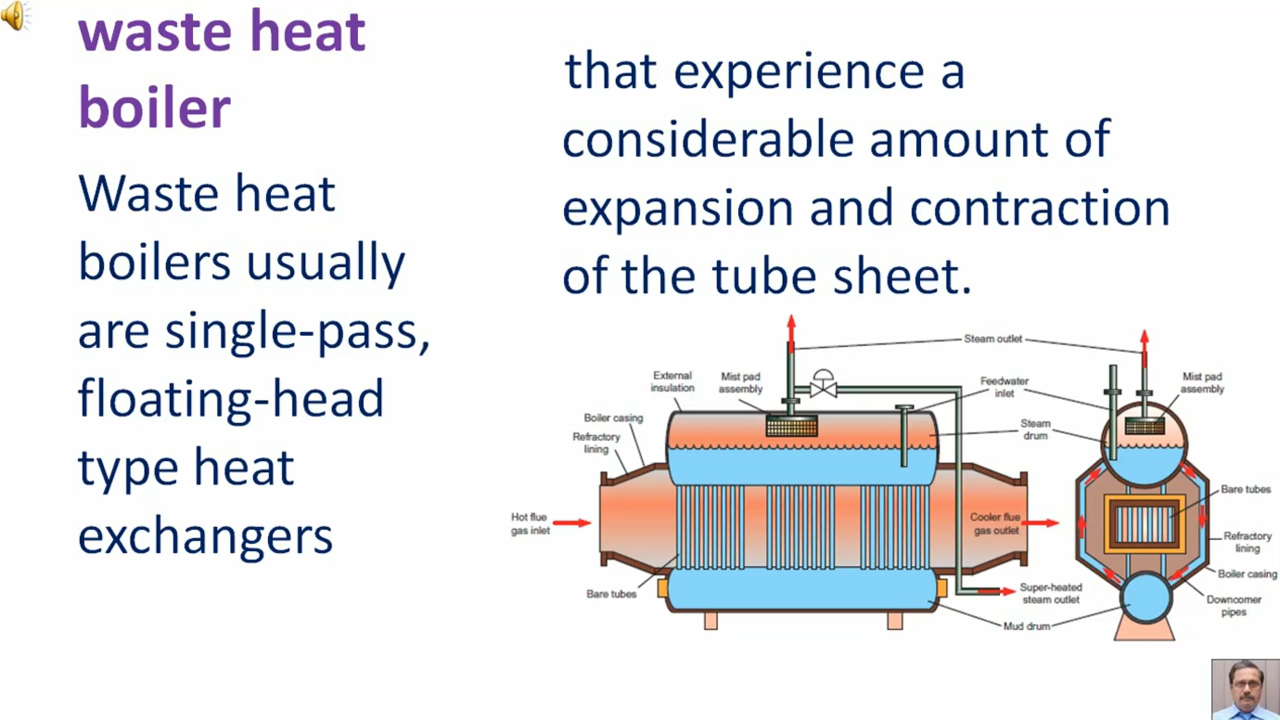 waste heat
boiler
Waste heat
boilers usually
are single-pass,
floating-head
type heat
exchangers
that experience a
considerable amount of
expansion and contraction
of the tube sheet.
Steam outlet
External
insulation
Mist pad
assembly
Feedwater
inlet
Mist pad
assembly
Boiler casing
Refractory
lining
Steam
drum
Bare tubes
Hot flue
gas inlet
Cooler flue
gas outlet
Refractory
lining
Boiler casing
Bare tubes
Super-heated
steam outlet
Downcomer
pipes
Mud drum